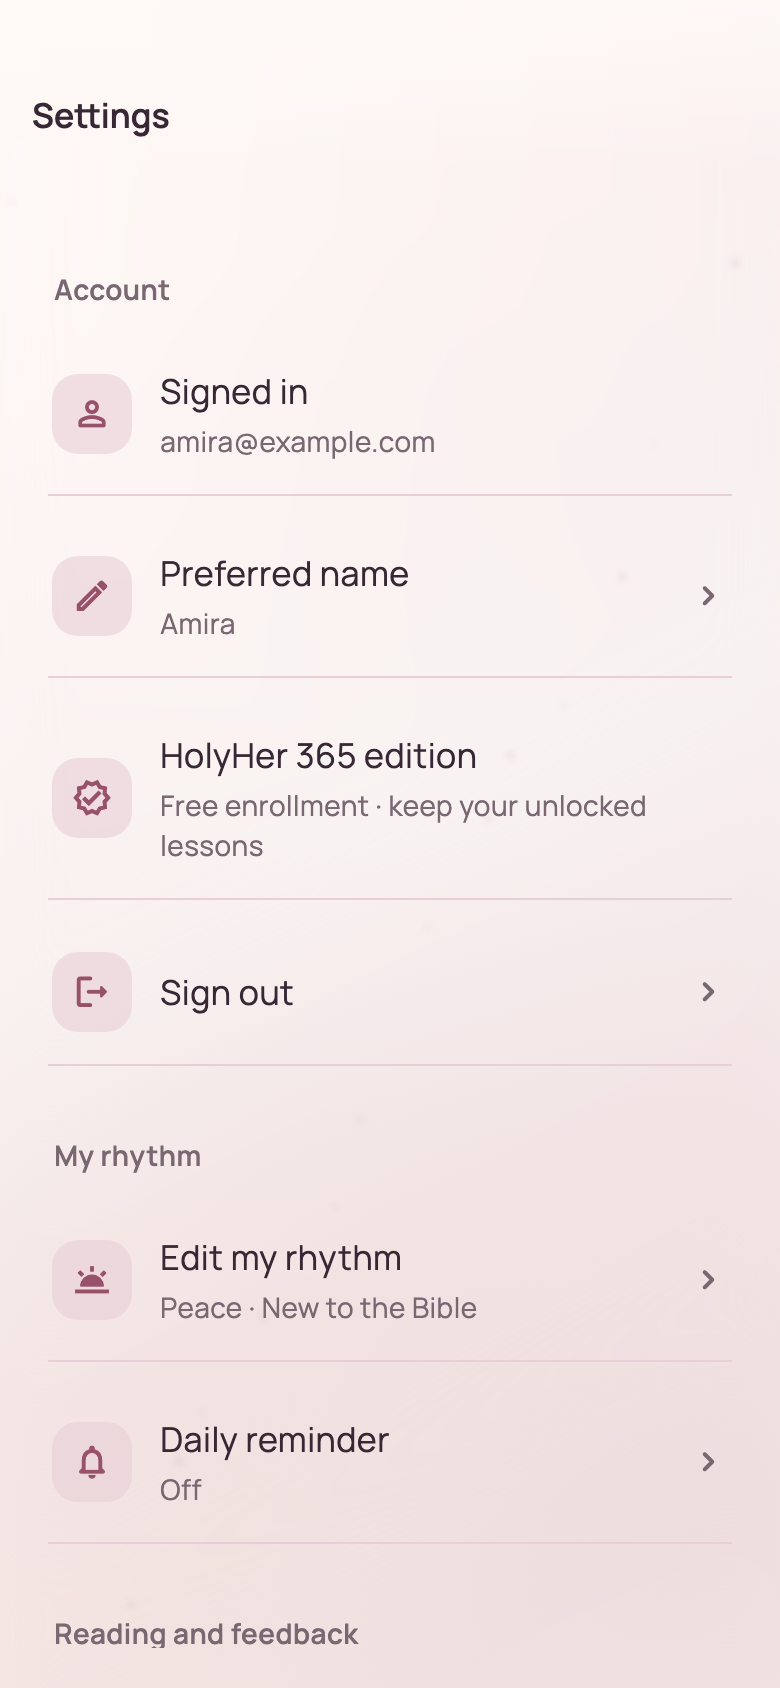 Settings
Account
Signed in
amira@example.com
Preferred name
Amira
HolyHer 365 edition
Free enrollment · keep your unlocked
lessons
Sign out
My rhythm
Edit my rhythm
Peace · New to the Bible
Daily reminder
Off
Reading and feedback